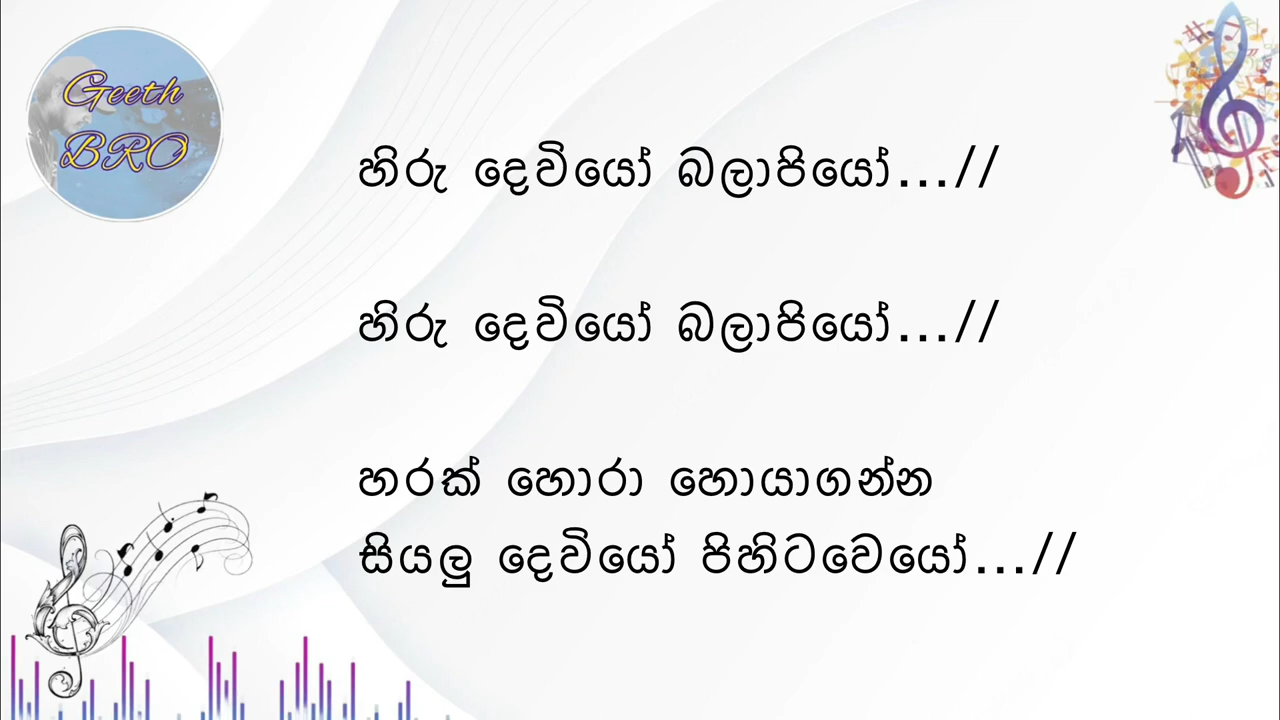 Geeth
BRO
හිරු දෙවියෝ බලාපියෝ...//
හිරු දෙවියෝ බලාපියෝ...//
හරක් හොරා හොයාගන්න
සියලු දෙවියෝ පිහිටවෙයෝ...//